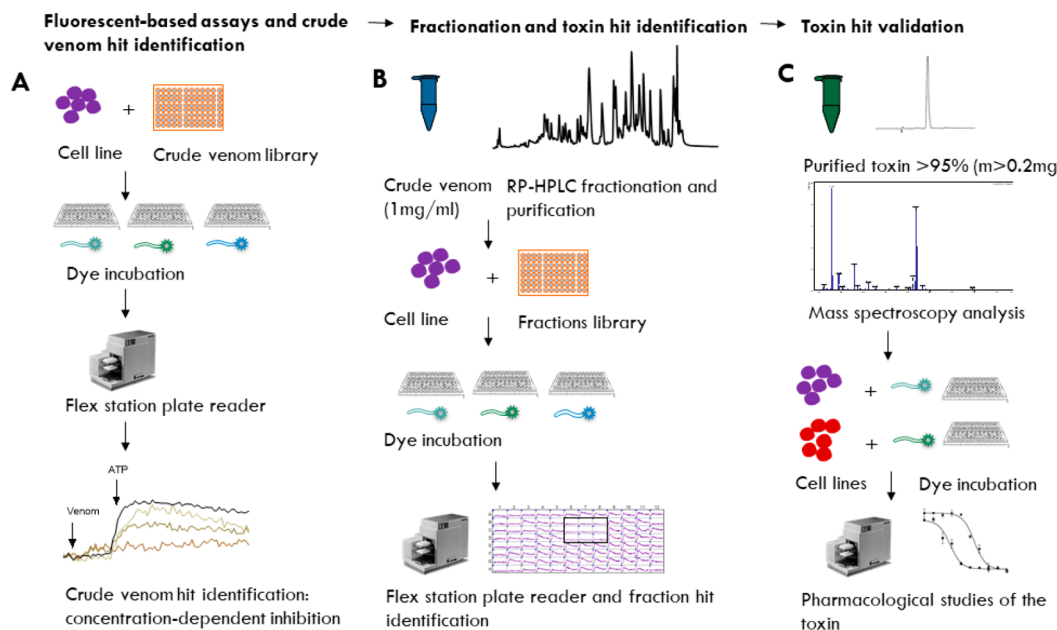 Fluorescent-based assays and crude
venom hit identification
Fractionation and toxin hit identification
Toxin hit validation
A
Cell line
+
Crude venom library
Dye incubation
Flex station plate reader
ATP
Venom
Crude venom hit identification:
concentration-dependent inhibition
B
Crude venom
(1mg/ml)
RP-HPLC fractionation and
purification
+
Cell line
Fractions library
Dye incubation
Flex station plate reader and fraction hit
identification
C
Purified toxin >95% (m>0.2mg
Mass spectroscopy analysis
+
+
Cell lines
Dye incubation
Pharmacological studies of the
toxin